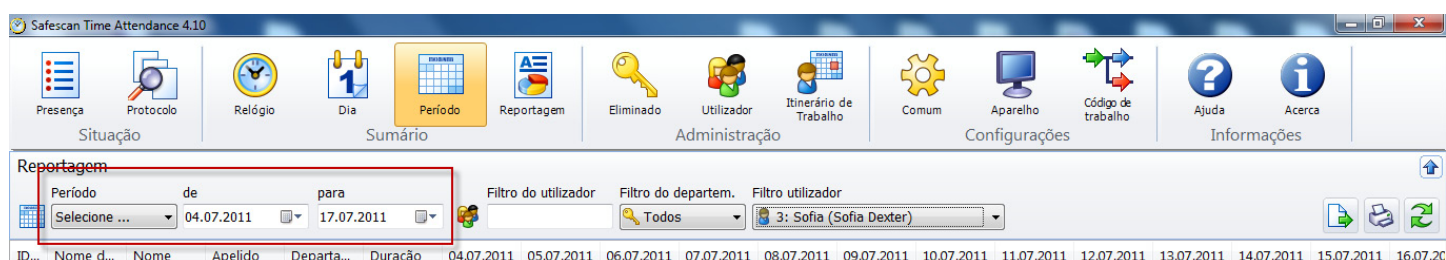 Safescan Time Attendance 4.10
Presença Protocolo Relógio Dia Período Reportagem Eliminado Utilizador Itinerário de Trabalho Comum Aparelho Código de trabalho Ajuda Acerca
Situação Sumário Administração Configurações Informações
Reportagem
Período de para Filtro do utilizador Filtro do departem. Filtro utilizador
Selecione ... 04.07.2011 17.07.2011 Todos 3: Sofia (Sofia Dexter)
ID... Nome d... Nome Apelido Departa... Duração 04.07.2011 05.07.2011 06.07.2011 07.07.2011 08.07.2011 09.07.2011 10.07.2011 11.07.2011 12.07.2011 13.07.2011 14.07.2011 15.07.2011 16.07.20